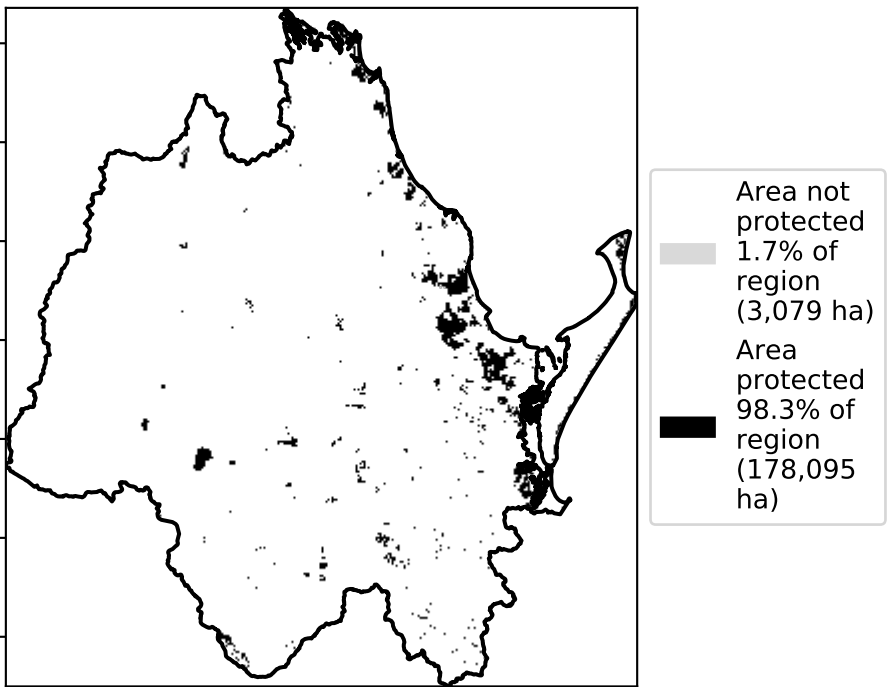 Area not
protected
1.7% of
region
(3,079 ha)
Area
protected
98.3% of
region
(178,095
ha)